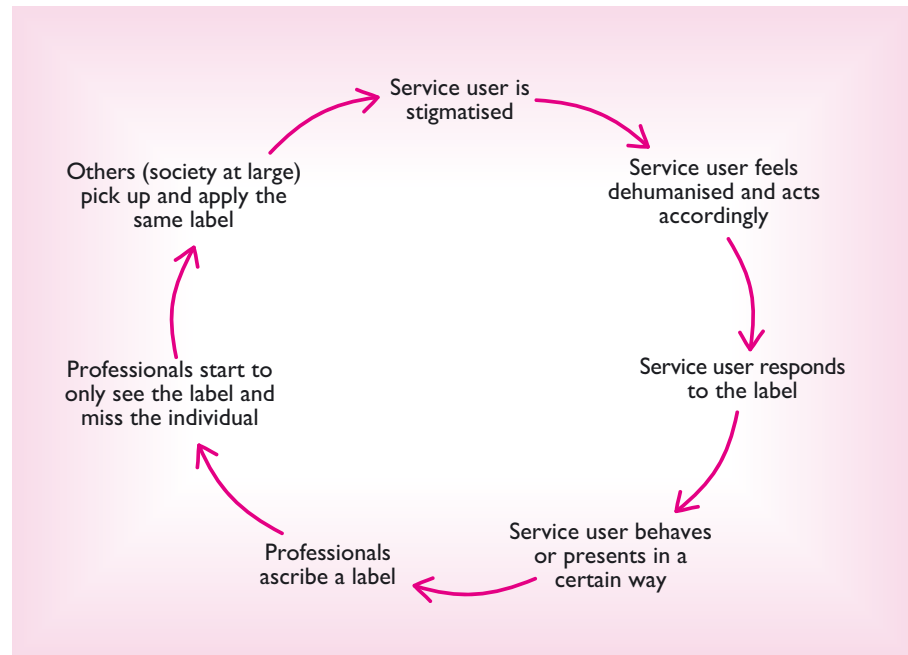 Service user is
stigmatised
Service user feels
dehumanised and acts
accordingly
Service user responds
to the label
Service user behaves
or presents in a
certain way
Professionals
ascribe a label
Professionals start to
only see the label and
miss the individual
Others (society at large)
pick up and apply the
same label